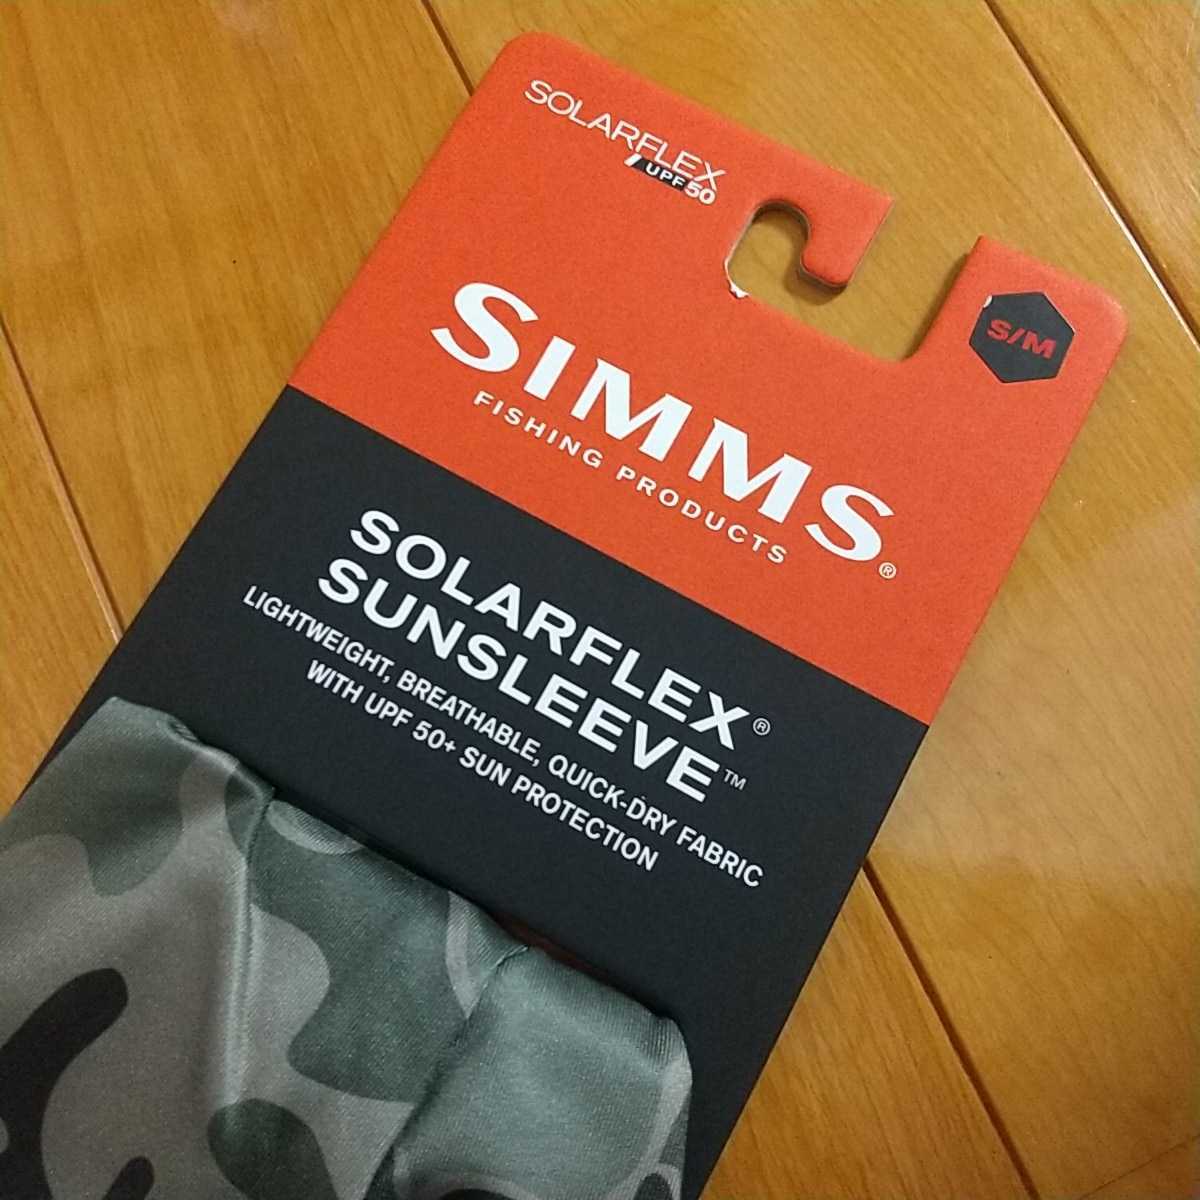 SOLARFLEX
UPF 50
S/M
SIMMS®
FISHING PRODUCTS
SOLARFLEX®
SUNSLEEVE™
LIGHTWEIGHT, BREATHABLE, QUICK-DRY FABRIC
WITH UPF 50+ SUN PROTECTION